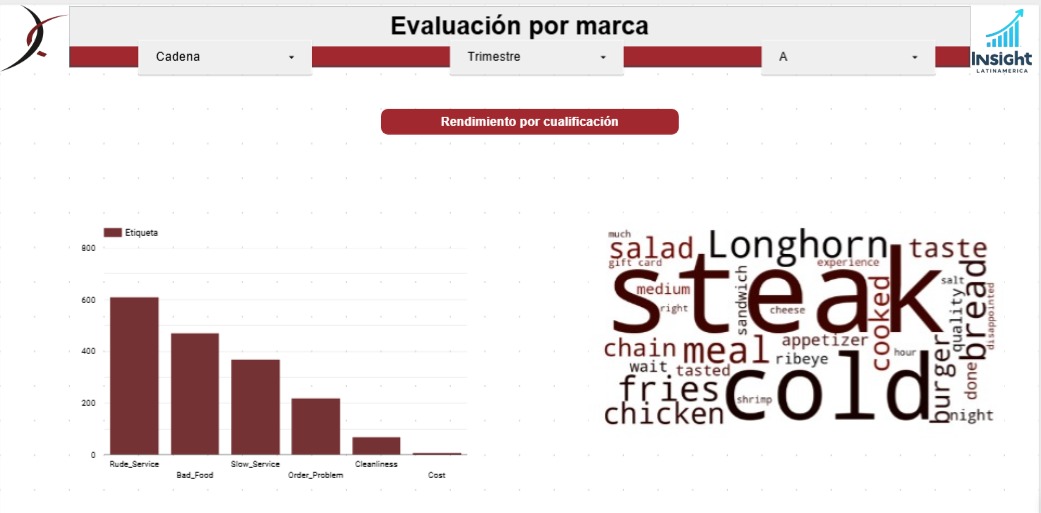 Evaluación por marca
Cadena
Trimestre
A
Insight
LATINAMERICA
Rendimiento por cualificación
Etiqueta
800
600
400
200
0
Rude_Service
Bad_Food
Slow_Service
Order_Problem
Cleanliness
Cost
much
salad
Longhorn
taste
gift card
experience
steak
medium
right
sandwich
cheese
cooked
salt
quality
bread
disappointed
chain
meal
appetizer
ribeye
hour
wait
tasted
fries
cold
shrimp
burger
done
chicken
night